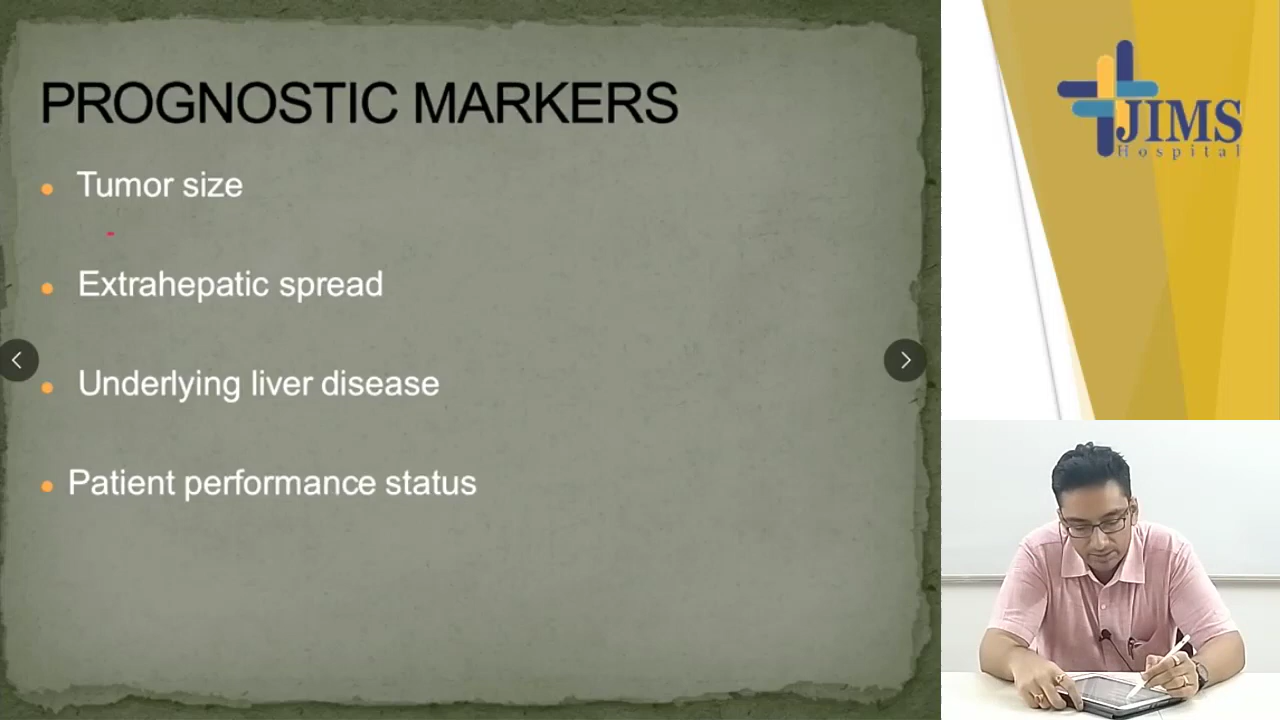 PROGNOSTIC MARKERS
Tumor size
Extrahepatic spread
Underlying liver disease
Patient performance status
JIMS
Hospital